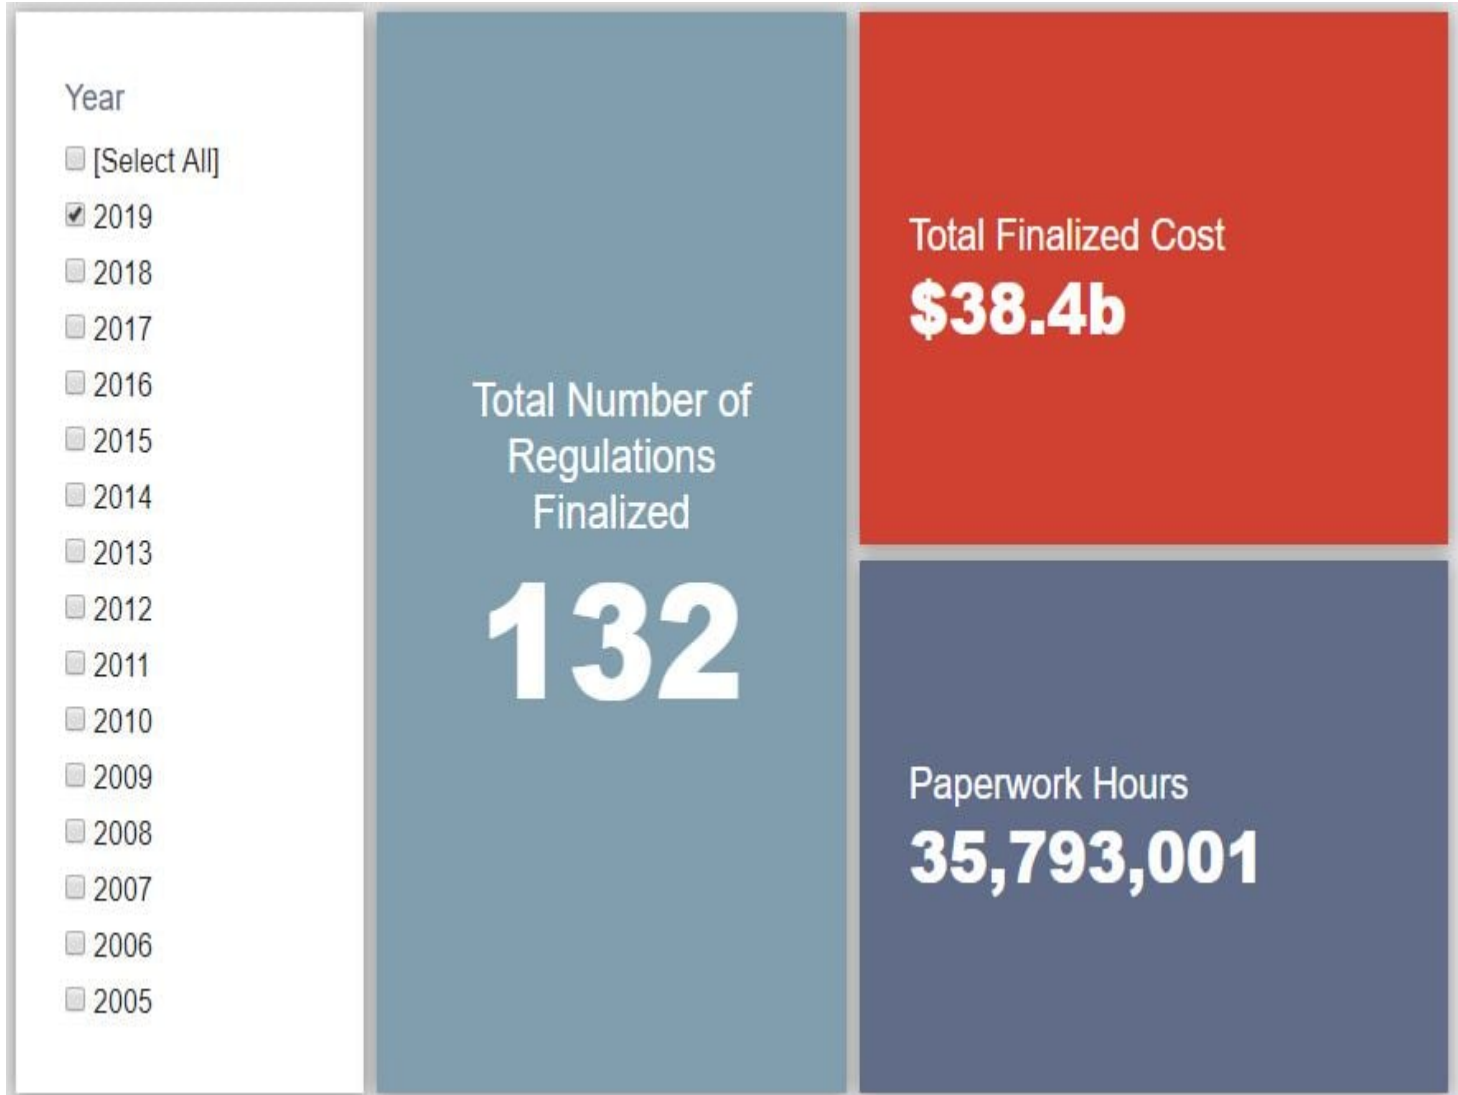 Year
[Select All]
2019
2018
2017
2016
2015
2014
2013
2012
2011
2010
2009
2008
2007
2006
2005
Total Number of
Regulations
Finalized
132
Total Finalized Cost
$38.4b
Paperwork Hours
35,793,001